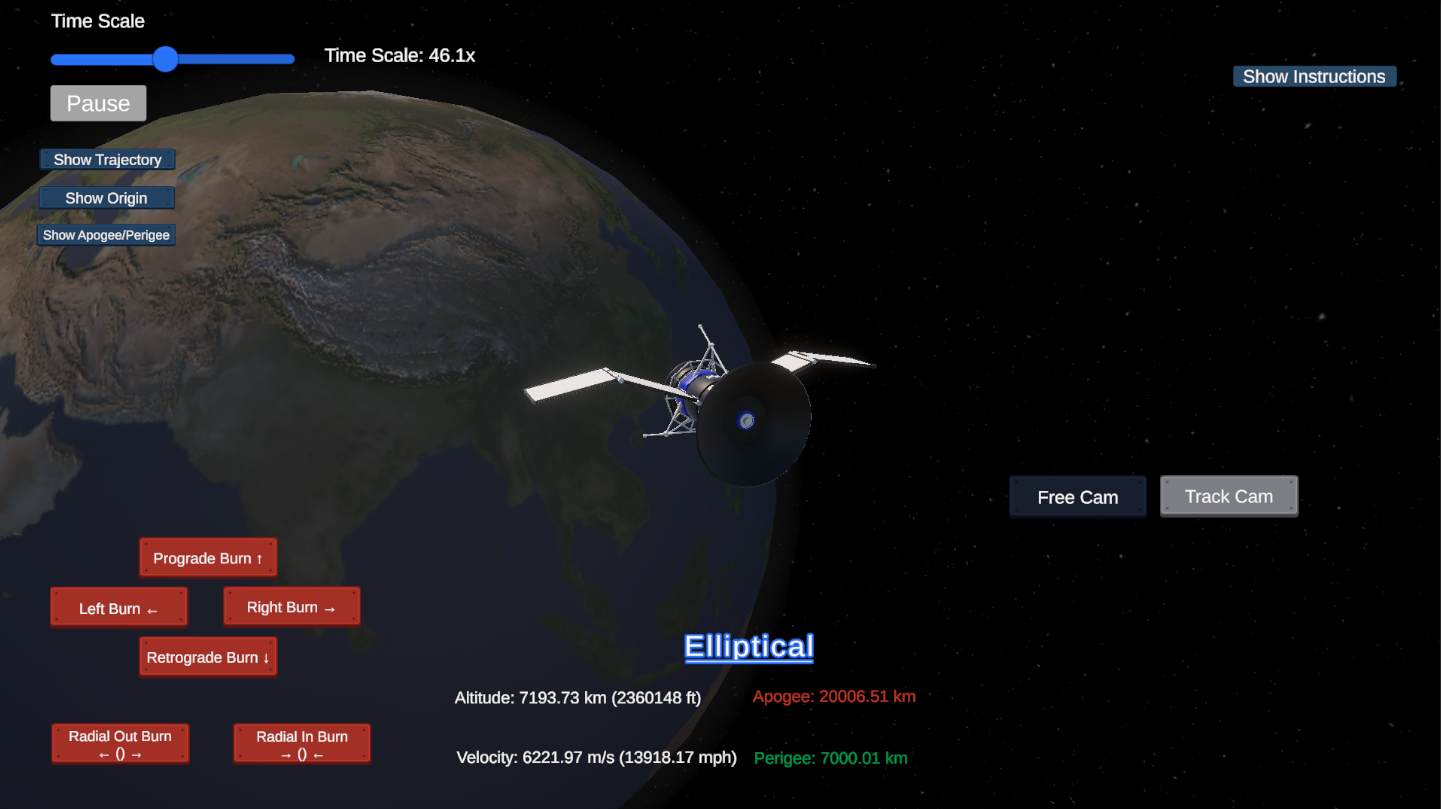 Time Scale
Time Scale: 46.1x
Show Instructions
Pause
Show Trajectory
Show Origin
Show Apogee/Perigee
Free Cam
Track Cam
Prograde Burn ↑
Left Burn ←
Right Burn →
Retrograde Burn ↓
Elliptical
Altitude: 7193.73 km (2360148 ft)
Apogee: 20006.51 km
Radial Out Burn
← () →
Radial In Burn
→ () ←
Velocity: 6221.97 m/s (13918.17 mph)
Perigee: 7000.01 km